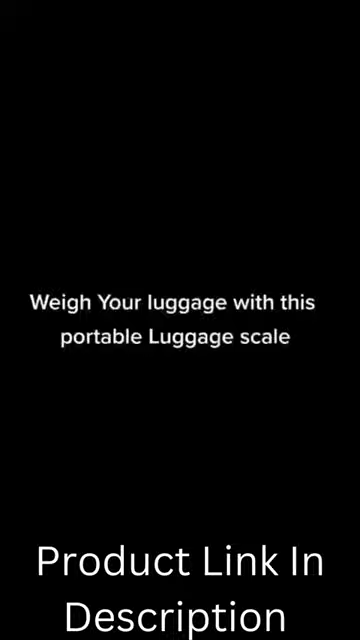 Weigh Your luggage with this
portable Luggage scale
Product Link In
Description